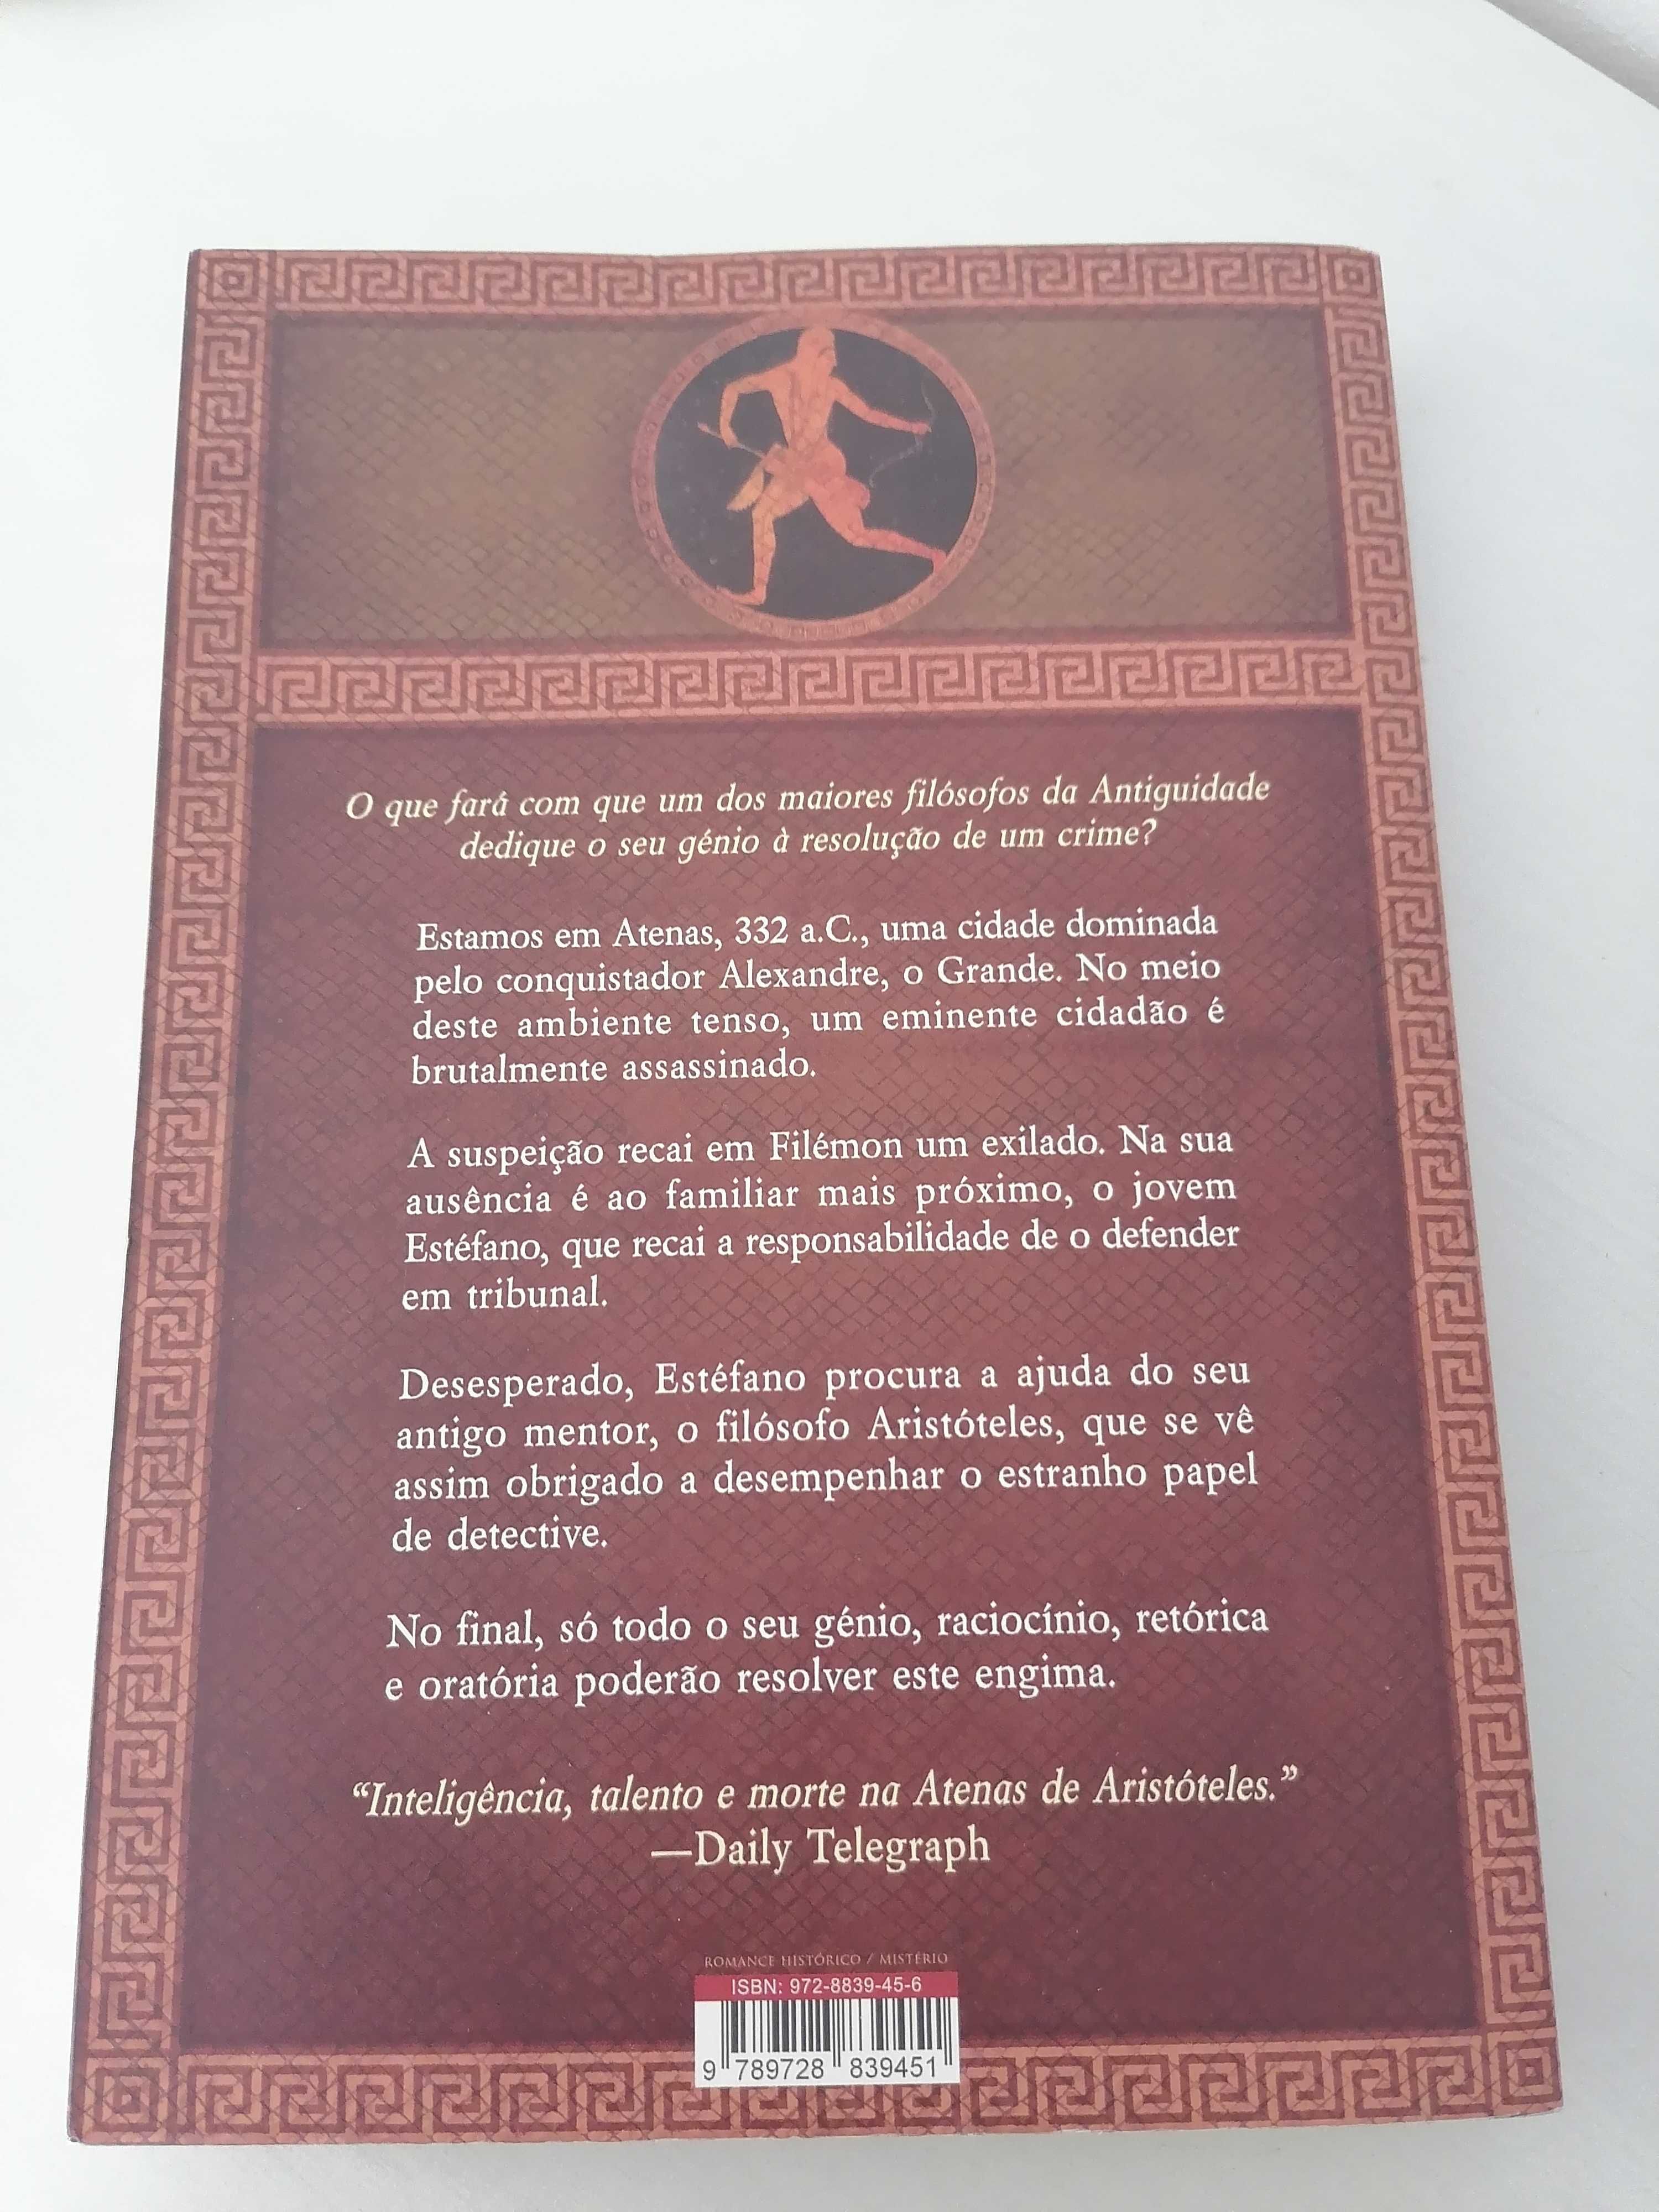 O que fará com que um dos maiores filósofos da Antiguidade
dedique o seu génio à resolução de um crime?
Estamos em Atenas, 332 a.C., uma cidade dominada
pelo conquistador Alexandre, o Grande. No meio
deste ambiente tenso, um eminente cidadão é
brutalmente assassinado.
A suspeição recai em Filémon um exilado. Na sua
ausência é ao familiar mais próximo, o jovem
Estéfano, que recai a responsabilidade de o defender
em tribunal.
Desesperado, Estéfano procura a ajuda do seu
antigo mentor, o filósofo Aristóteles, que se vê
assim obrigado a desempenhar o estranho papel
de detective.
No final, só todo o seu génio, raciocínio, retórica
e oratória poderão resolver este engima.
“Inteligência, talento e morte na Atenas de Aristóteles.”
—Daily Telegraph
ROMANCE HISTÓRICO / MISTÉRIO
ISBN: 972-8839-45-6
9 789728 839451